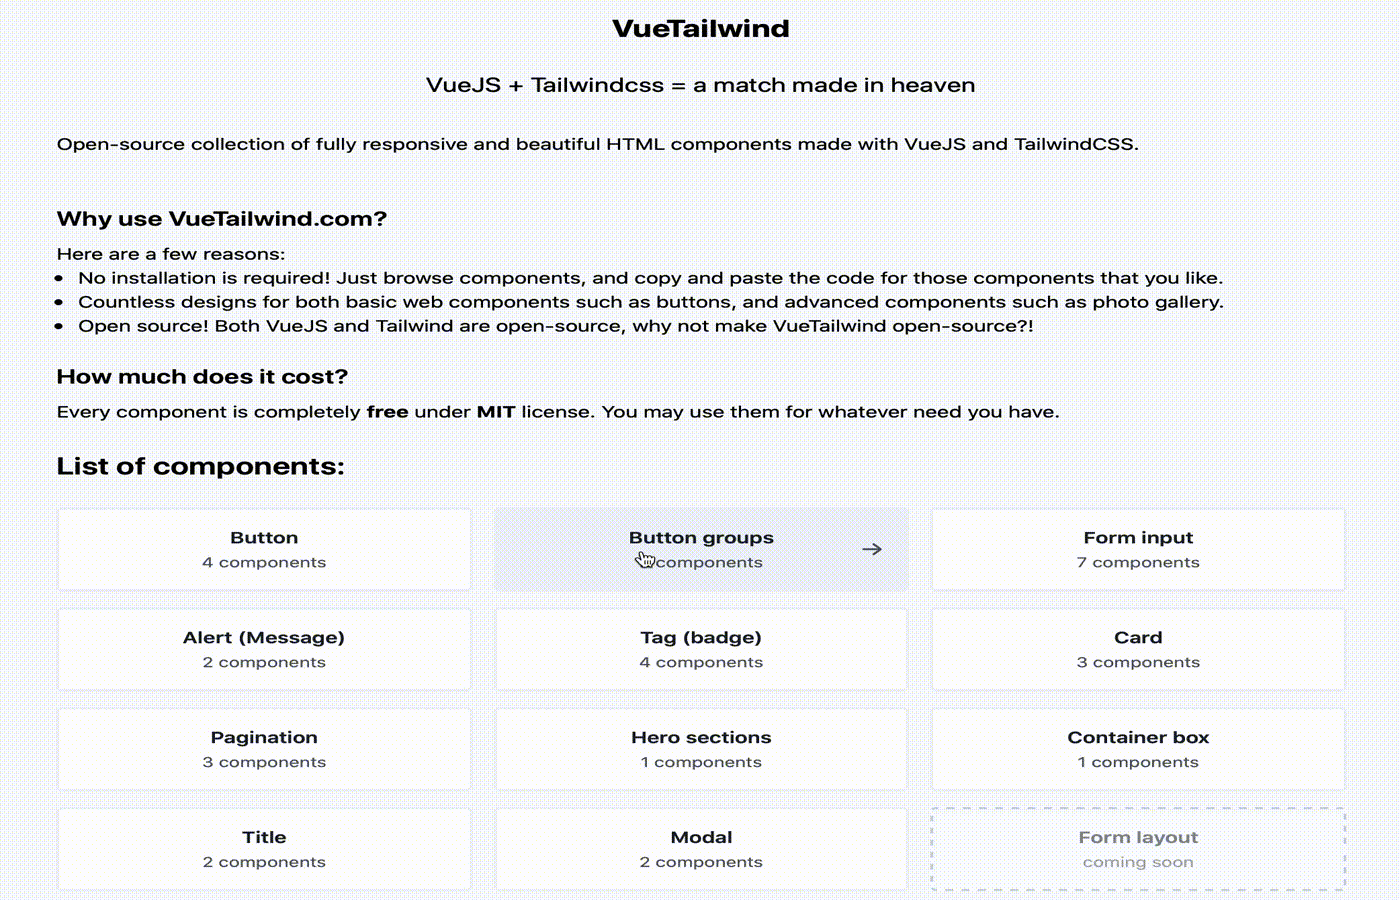 VueTailwind
VueJS + Tailwindcss = a match made in heaven
Open-source collection of fully responsive and beautiful HTML components made with VueJS and TailwindCSS.
Why use VueTailwind.com?
Here are a few reasons:
No installation is required! Just browse components, and copy and paste the code for those components that you like.
Countless designs for both basic web components such as buttons, and advanced components such as photo gallery.
Open source! Both VueJS and Tailwind are open-source, why not make VueTailwind open-source?!
How much does it cost?
Every component is completely free under MIT license. You may use them for whatever need you have.
List of components:
Button
4 components
Button groups
components
Form input
7 components
Alert (Message)
2 components
Tag (badge)
4 components
Card
3 components
Pagination
3 components
Hero sections
1 components
Container box
1 components
Title
2 components
Modal
2 components
Form layout
coming soon